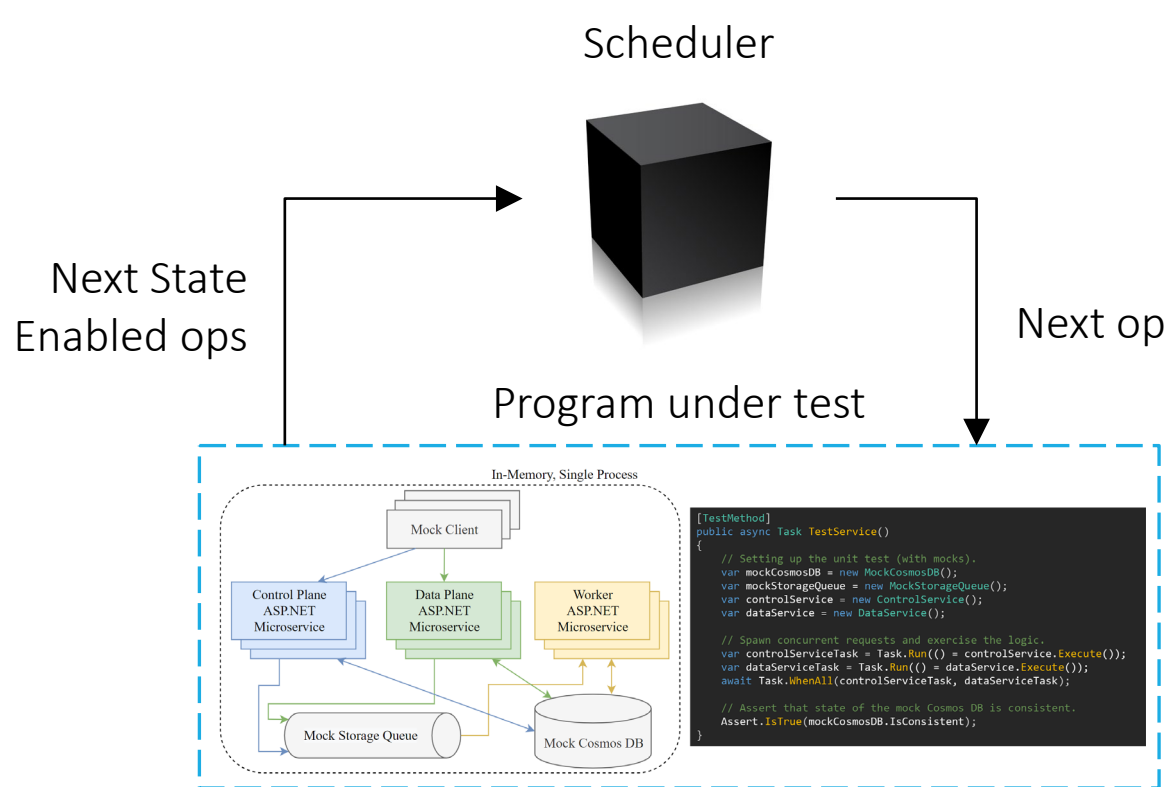 Scheduler
Next State
Enabled ops
Next op
Program under test
In-Memory, Single Process
Mock Client
Control Plane
ASP.NET
Microservice
Data Plane
ASP.NET
Microservice
Worker
ASP.NET
Microservice
Mock Storage Queue
Mock Cosmos DB
[TestMethod]
public async Task TestService()
{
    // Setting up the unit test (with mocks).
    var mockCosmosDB = new MockCosmosDB();
    var mockStorageQueue = new MockStorageQueue();
    var controlService = new ControlService();
    var dataService = new DataService();
    // Spawn concurrent requests and exercise the logic.
    var controlServiceTask = Task.Run(() = controlService.Execute());
    var dataServiceTask = Task.Run(() = dataService.Execute());
    await Task.WhenAll(controlServiceTask, dataServiceTask);
    // Assert that state of the mock Cosmos DB is consistent.
    Assert.IsTrue(mockCosmosDB.IsConsistent);
}